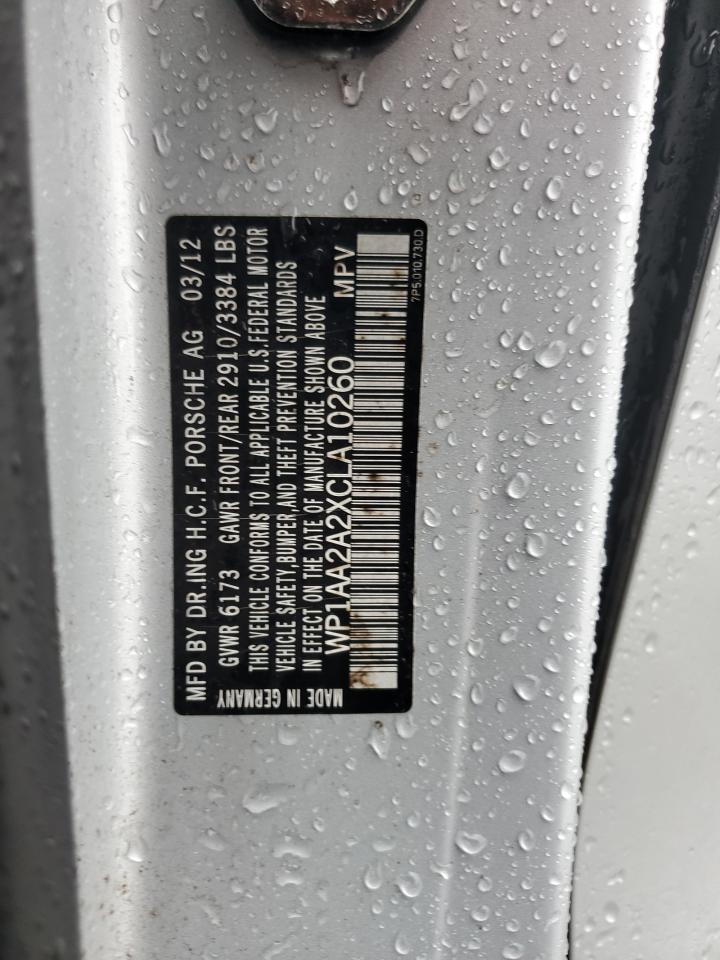 MFD BY DR.ING H.C.F. PORSCHE AG 03/12
GVWR 6173 GAWR FRONT/REAR 2910/3384 LBS
THIS VEHICLE CONFORMS TO ALL APPLICABLE U.S. FEDERAL MOTOR
VEHICLE SAFETY, BUMPER, AND THEFT PREVENTION STANDARDS
IN EFFECT ON THE DATE OF MANUFACTURE SHOWN ABOVE
WP1AA2A2XCLA10260 MPV
MADE IN GERMANY
7P5.010.730.D